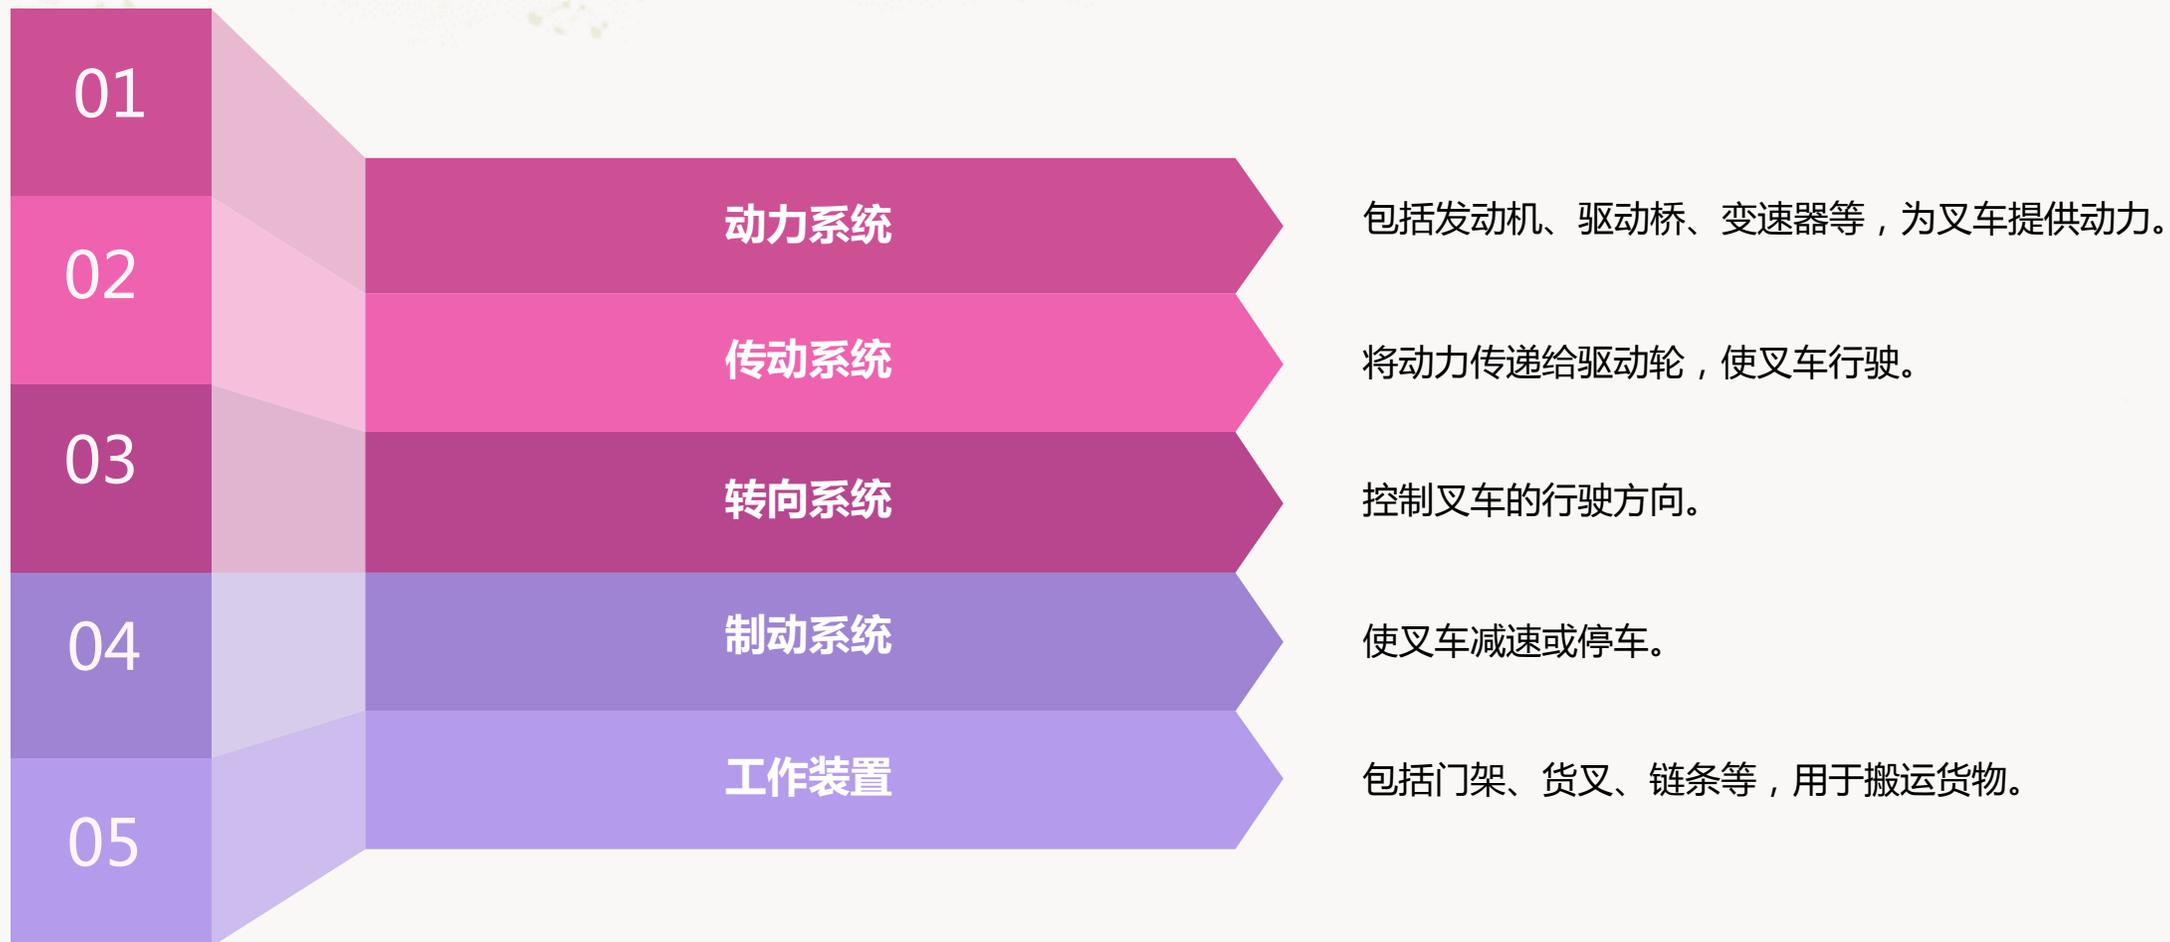 01
动力系统
包括发动机、驱动桥、变速器等，为叉车提供动力。
02
传动系统
将动力传递给驱动轮，使叉车行驶。
03
转向系统
控制叉车的行驶方向。
04
制动系统
使叉车减速或停车。
05
工作装置
包括门架、货叉、链条等，用于搬运货物。